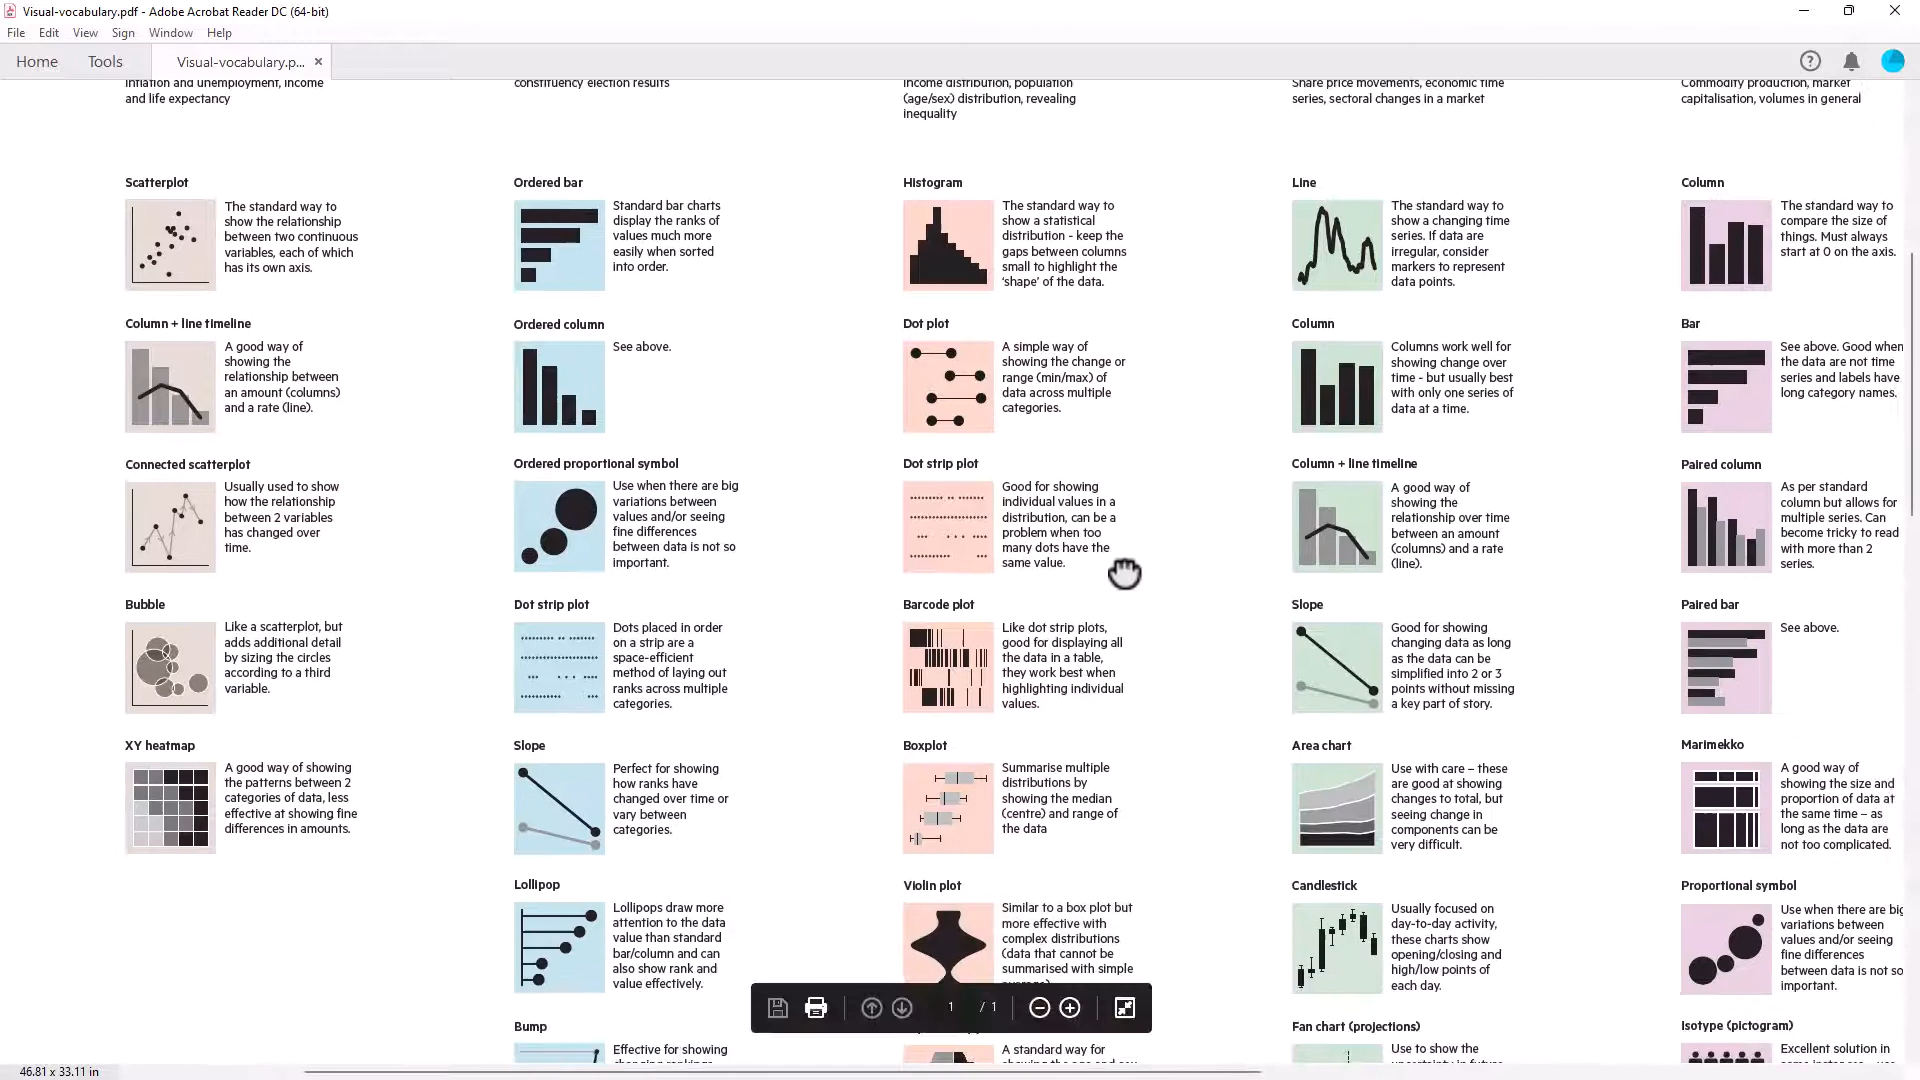 Visual-vocabulary.pdf - Adobe Acrobat Reader DC (64-bit)
File Edit View Sign Window Help
Home Tools Visual-vocabulary.p...
Inflation and unemployment, income
and life expectancy
constituency election results
Income distribution, population
(age/sex) distribution, revealing
inequality
Share price movements, economic time
series, sectoral changes in a market
Commodity production, market
capitalisation, volumes in general
Scatterplot
The standard way to
show the relationship
between two continuous
variables, each of which
has its own axis.
Column + line timeline
A good way of
showing the
relationship between
an amount (columns)
and a rate (line).
Connected scatterplot
Usually used to show
how the relationship
between 2 variables
has changed over
time.
Bubble
Like a scatterplot, but
adds additional detail
by sizing the circles
according to a third
variable.
XY heatmap
A good way of showing
the patterns between 2
categories of data, less
effective at showing fine
differences in amounts.
Ordered bar
Standard bar charts
display the ranks of
values much more
easily when sorted
into order.
Ordered column
See above.
Ordered proportional symbol
Use when there are big
variations between
values and/or seeing
fine differences
between data is not so
important.
Dot strip plot
Dots placed in order
on a strip are a
space-efficient
method of laying out
ranks across multiple
categories.
Slope
Perfect for showing
how ranks have
changed over time or
vary between
categories.
Lollipop
Lollipops draw more
attention to the data
value than standard
bar/column and can
also show rank and
value effectively.
Bump
Effective for showing
Histogram
The standard way to
show a statistical
distribution - keep the
gaps between columns
small to highlight the
‘shape’ of the data.
Dot plot
A simple way of
showing the change or
range (min/max) of
data across multiple
categories.
Dot strip plot
Good for showing
individual values in a
distribution, can be a
problem when too
many dots have the
same value.
Barcode plot
Like dot strip plots,
good for displaying all
the data in a table,
they work best when
highlighting individual
values.
Boxplot
Summarise multiple
distributions by
showing the median
(centre) and range of
the data
Violin plot
Similar to a box plot but
more effective with
complex distributions
(data that cannot be
summarised with simple
A standard way for
Line
The standard way to
show a changing time
series. If data are
irregular, consider
markers to represent
data points.
Column
Columns work well for
showing change over
time - but usually best
with only one series of
data at a time.
Column + line timeline
A good way of
showing the
relationship over time
between an amount
(columns) and a rate
(line).
Slope
Good for showing
changing data as long
as the data can be
simplified into 2 or 3
points without missing
a key part of story.
Area chart
Use with care – these
are good at showing
changes to total, but
seeing change in
components can be
very difficult.
Candlestick
Usually focused on
day-to-day activity,
these charts show
opening/closing and
high/low points of
each day.
Fan chart (projections)
Use to show the
Column
The standard way to
compare the size of
things. Must always
start at 0 on the axis.
Bar
See above. Good when
the data are not time
series and labels have
long category names.
Paired column
As per standard
column but allows for
multiple series. Can
become tricky to read
with more than 2
series.
Paired bar
See above.
Marimekko
A good way of
showing the size and
proportion of data at
the same time – as
long as the data are
not too complicated.
Proportional symbol
Use when there are big
variations between
values and/or seeing
fine differences
between data is not so
important.
Isotype (pictogram)
Excellent solution in
1 / 1
46.81 x 33.11 in